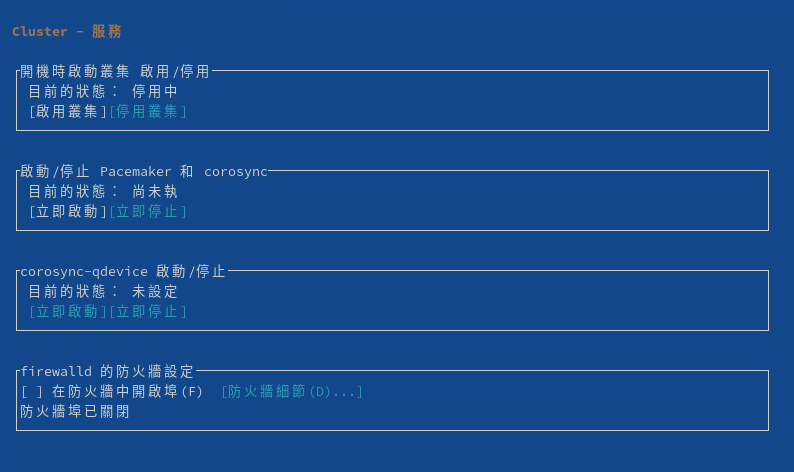 Cluster - 服務
開機時啟動叢集 啟用/停用
目前的狀態： 停用中
[啟用叢集][停用叢集]
啟動/停止 Pacemaker 和 corosync
目前的狀態： 尚未執
[立即啟動][立即停止]
corosync-qdevice 啟動/停止
目前的狀態： 未設定
[立即啟動][立即停止]
firewalld 的防火牆設定
[ ] 在防火牆中開啟埠(F) [防火牆細節(D)...]
防火牆埠已關閉